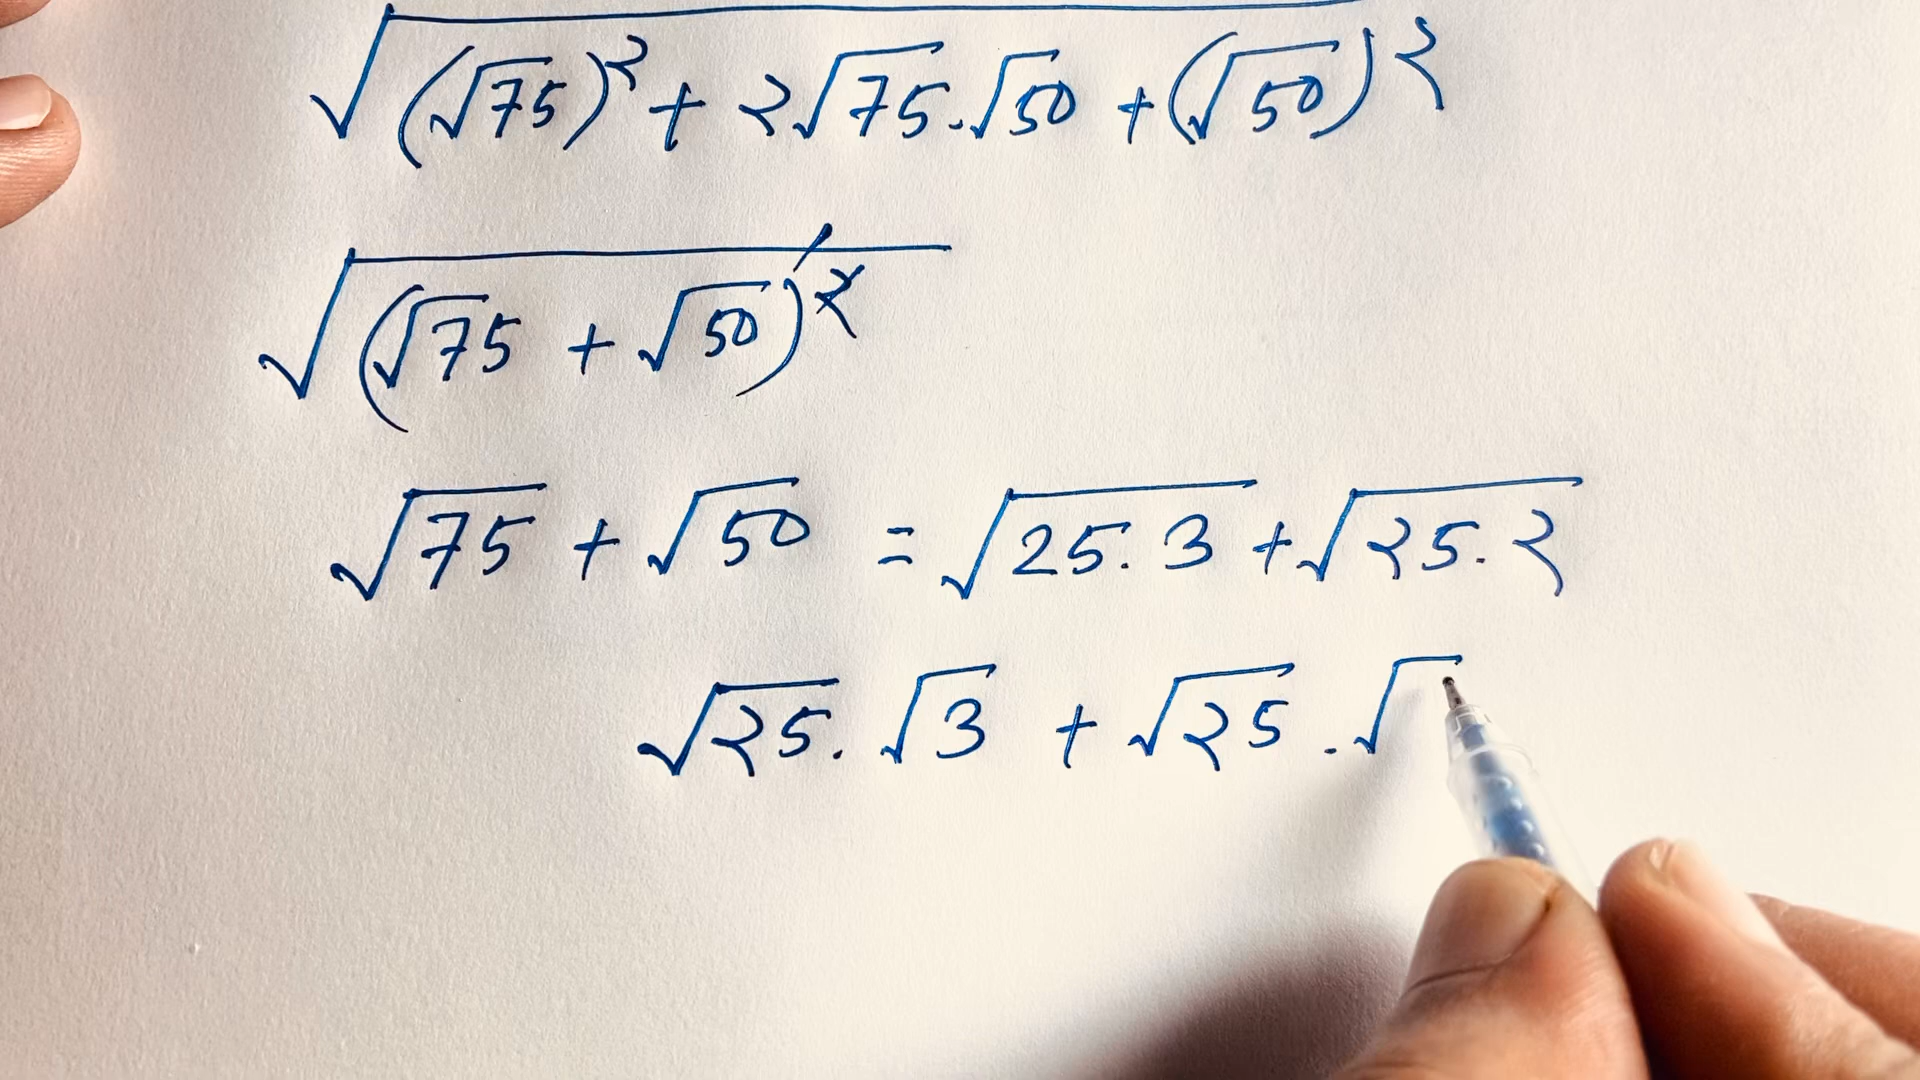 √((√75)² + 2√75.√50 + (√50)²)
√((√75 + √50)²)
√75 + √50 = √25.3 + √25.2
√25.√3 + √25.√